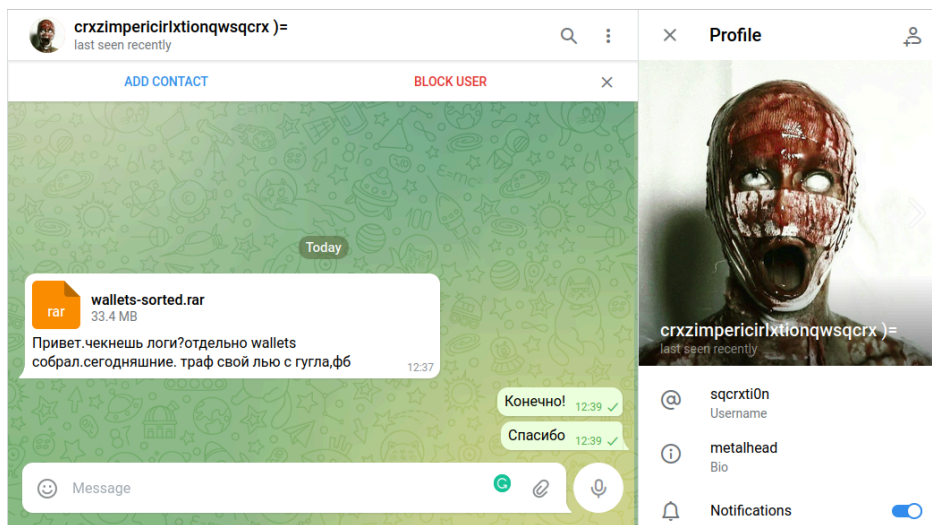 crxzimpericirlxtionqwsqcrx )=
last seen recently
ADD CONTACT
BLOCK USER
Today
rar
wallets-sorted.rar
33.4 MB
Привет.чекнешь логи?отдельно wallets
собрал.сегодняшние. траф свой лью с гугла,фб
12:37
Конечно! 12:39
Спасибо 12:39
Message
Profile
crxzimpericirlxtionqwsqcrx )=
last seen recently
sqcrxti0n
Username
metalhead
Bio
Notifications